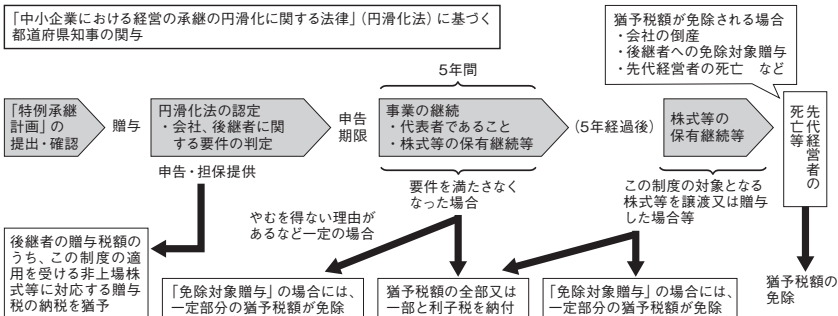 「中小企業における経営の承継の円滑化に関する法律」(円滑化法)に基づく
都道府県知事の関与
猶予税額が免除される場合
・会社の倒産
・後継者への免除対象贈与
・先代経営者の死亡 など
5年間
「特例承継
計画」の
提出・確認
贈与
円滑化法の認定
・会社、後継者に関
する要件の判定
申告
期限
事業の継続
・代表者であること
・株式等の保有継続等
(5年経過後)
株式等の
保有継続等
先代経営者の
死亡等
申告・担保提供
要件を満たさなく
なった場合
この制度の対象となる
株式等を譲渡又は贈与
した場合等
やむを得ない理由が
あるなど一定の場合
後継者の贈与税額の
うち、この制度の適
用を受ける非上場株
式等に対応する贈与
税の納税を猶予
「免除対象贈与」の場合には、
一定部分の猶予税額が免除
猶予税額の全部又は
一部と利子税を納付
「免除対象贈与」の場合には、
一定部分の猶予税額が免除
猶予税額の
免除